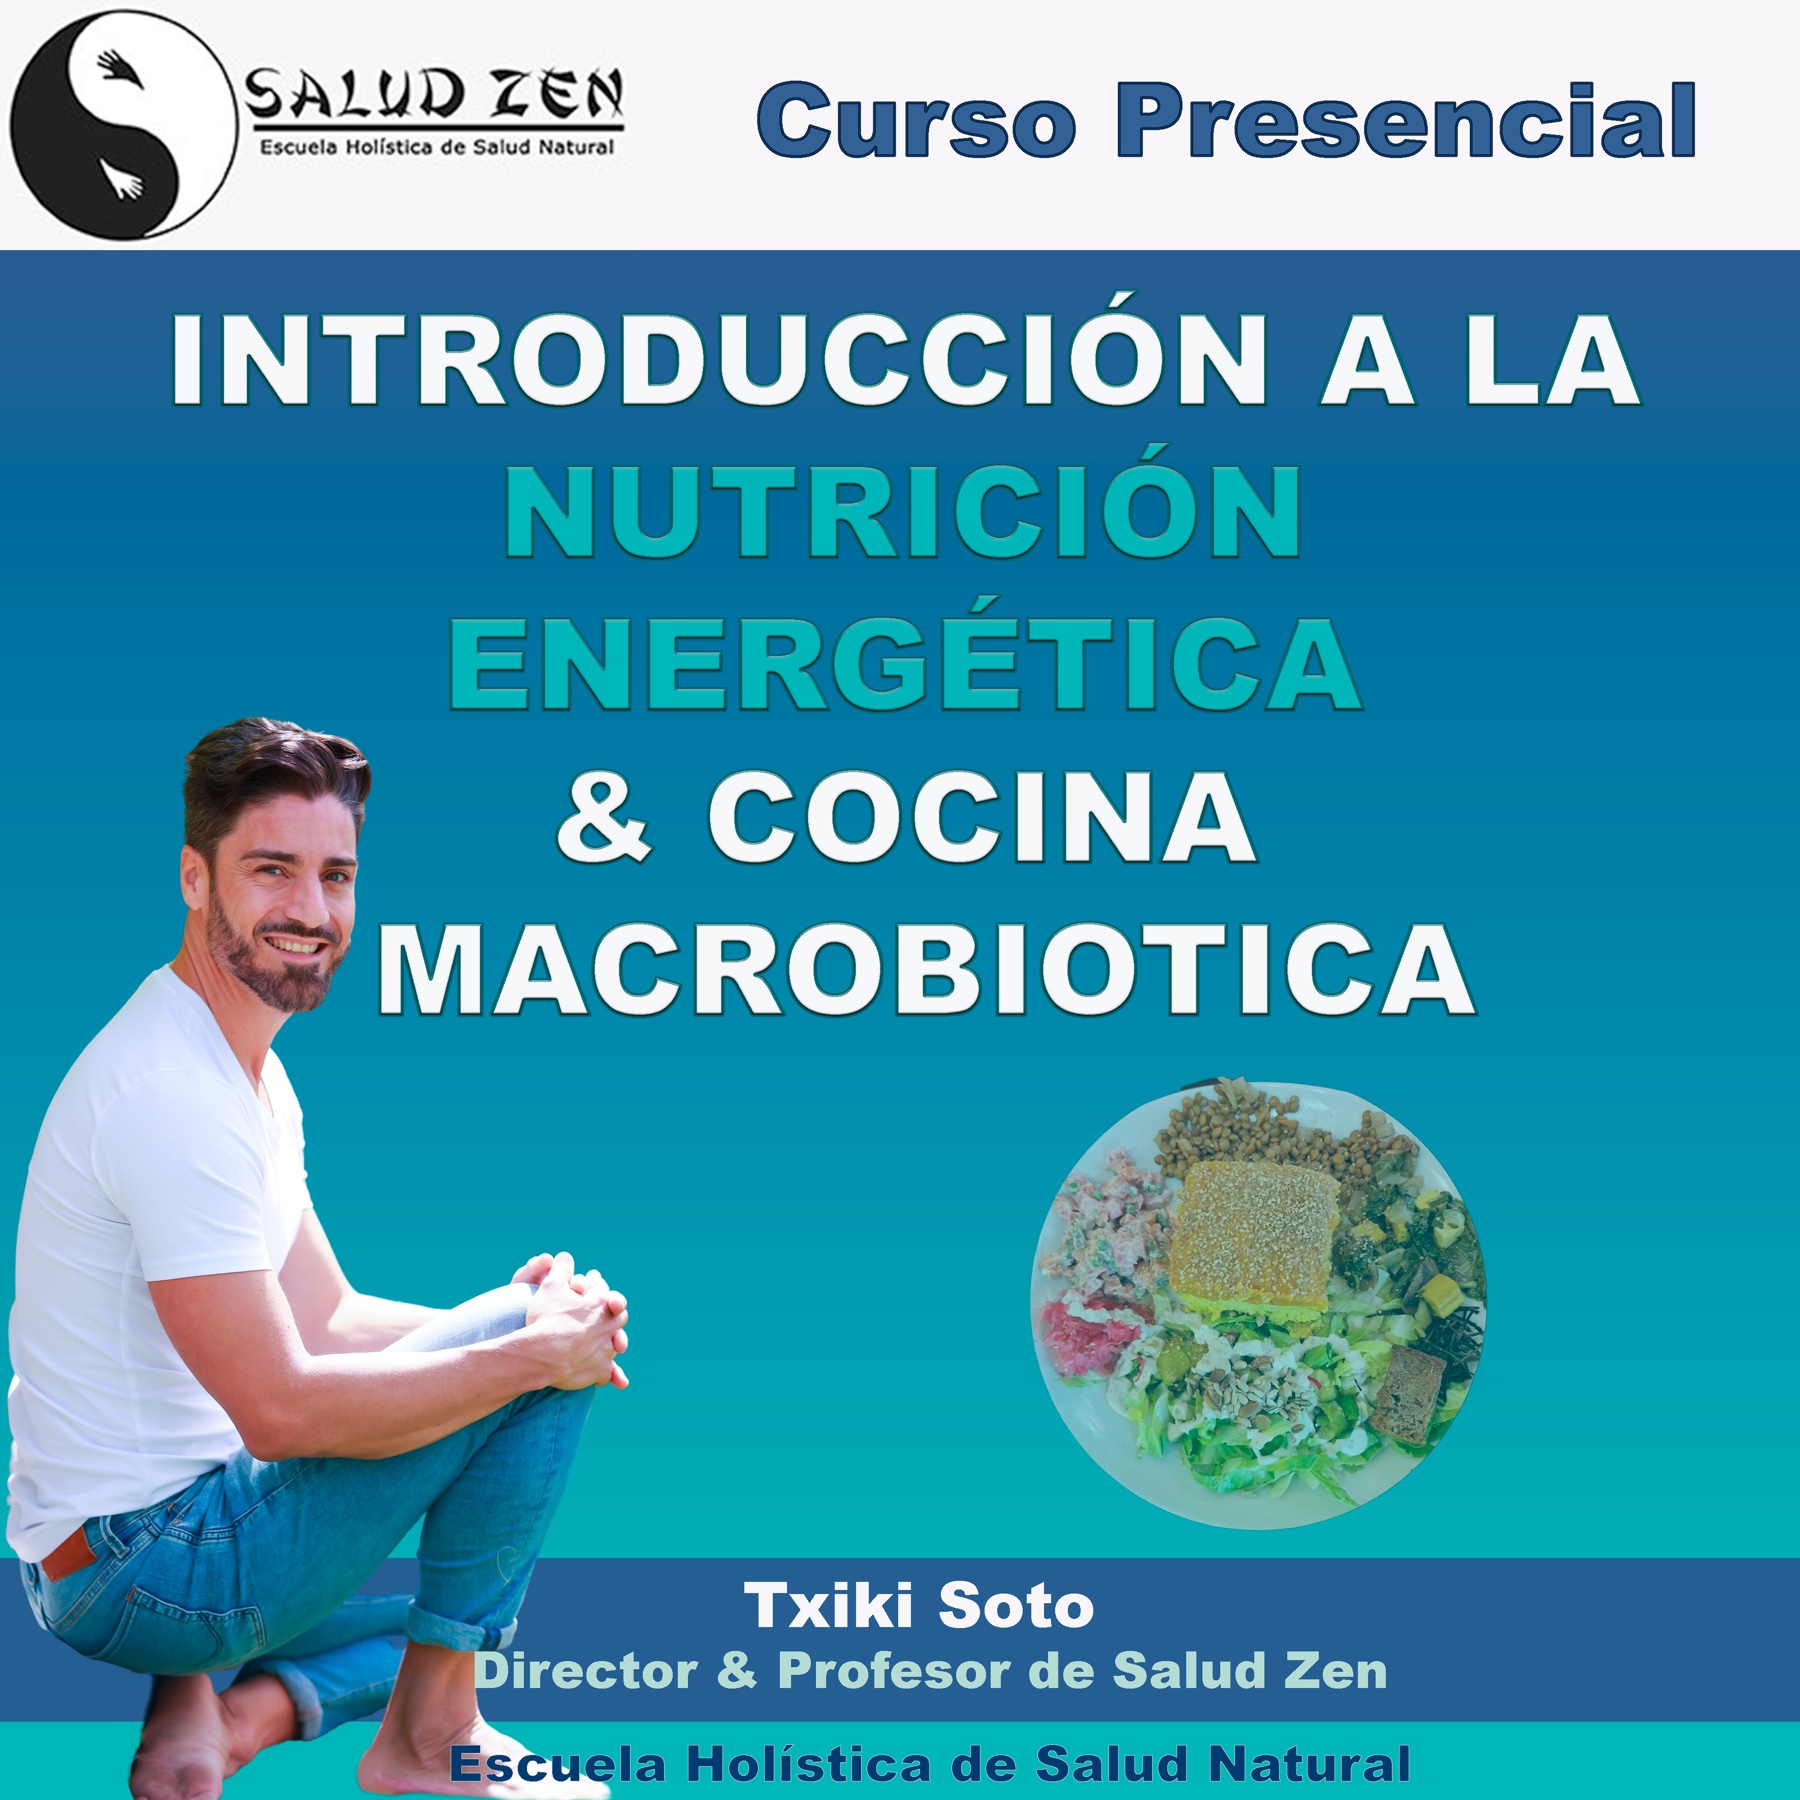 SALUD ZEN
Escuela Holística de Salud Natural
Curso Presencial
INTRODUCCIÓN A LA
NUTRICIÓN
ENERGÉTICA
& COCINA
MACROBIOTICA
Txiki Soto
Director & Profesor de Salud Zen
Escuela Holística de Salud Natural